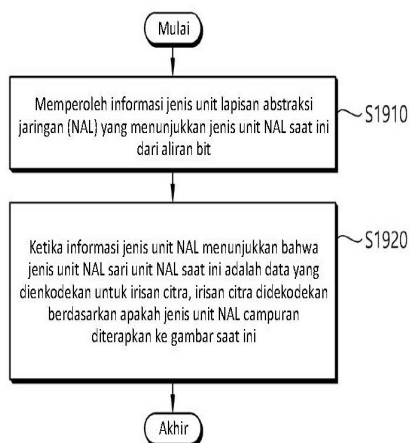 Mulai
Memperoleh informasi jenis unit lapisan abstraksi
jaringan (NAL) yang menunjukkan jenis unit NAL saat ini
dari aliran bit
S1910
Ketika informasi jenis unit NAL menunjukkan bahwa
jenis unit NAL sari unit NAL saat ini adalah data yang
dienkodekan untuk irisan citra, irisan citra didekodekan
berdasarkan apakah jenis unit NAL campuran
diterapkan ke gambar saat ini
S1920
Akhir